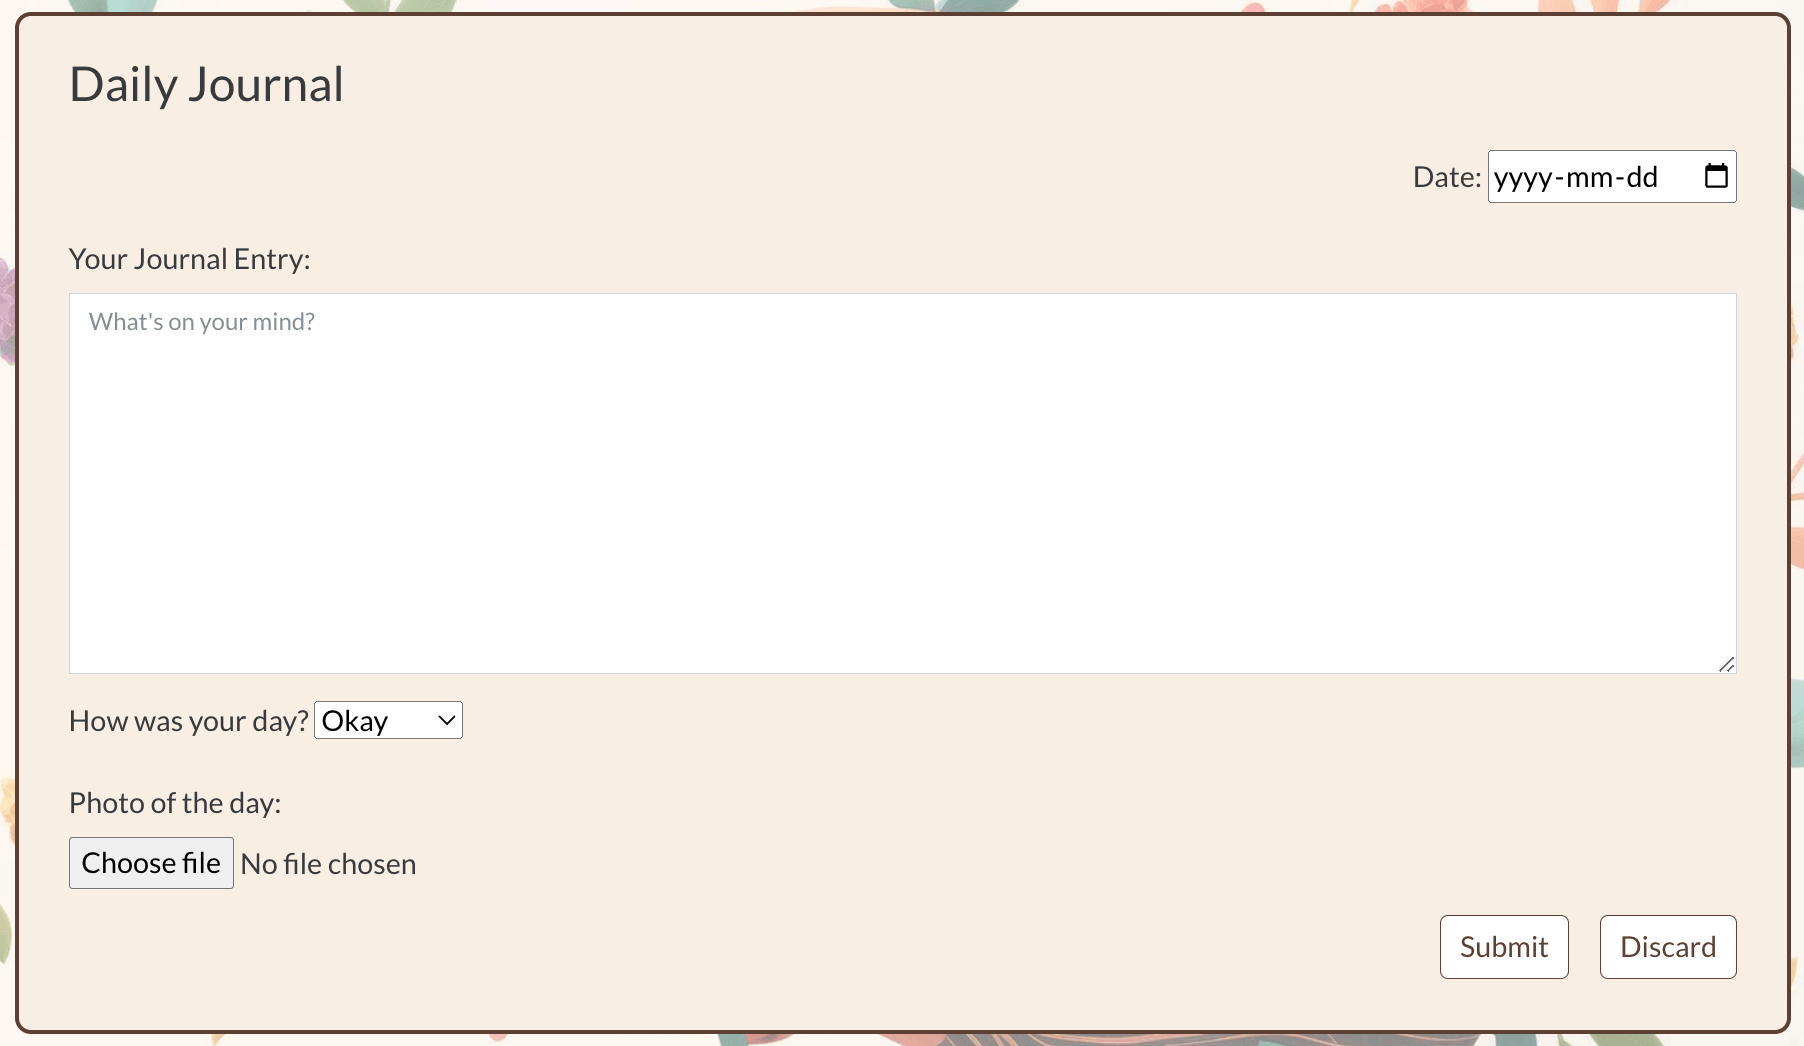 Daily Journal
Date: yyyy-mm-dd
Your Journal Entry:
What's on your mind?
How was your day? Okay
Photo of the day:
Choose file No file chosen
Submit Discard